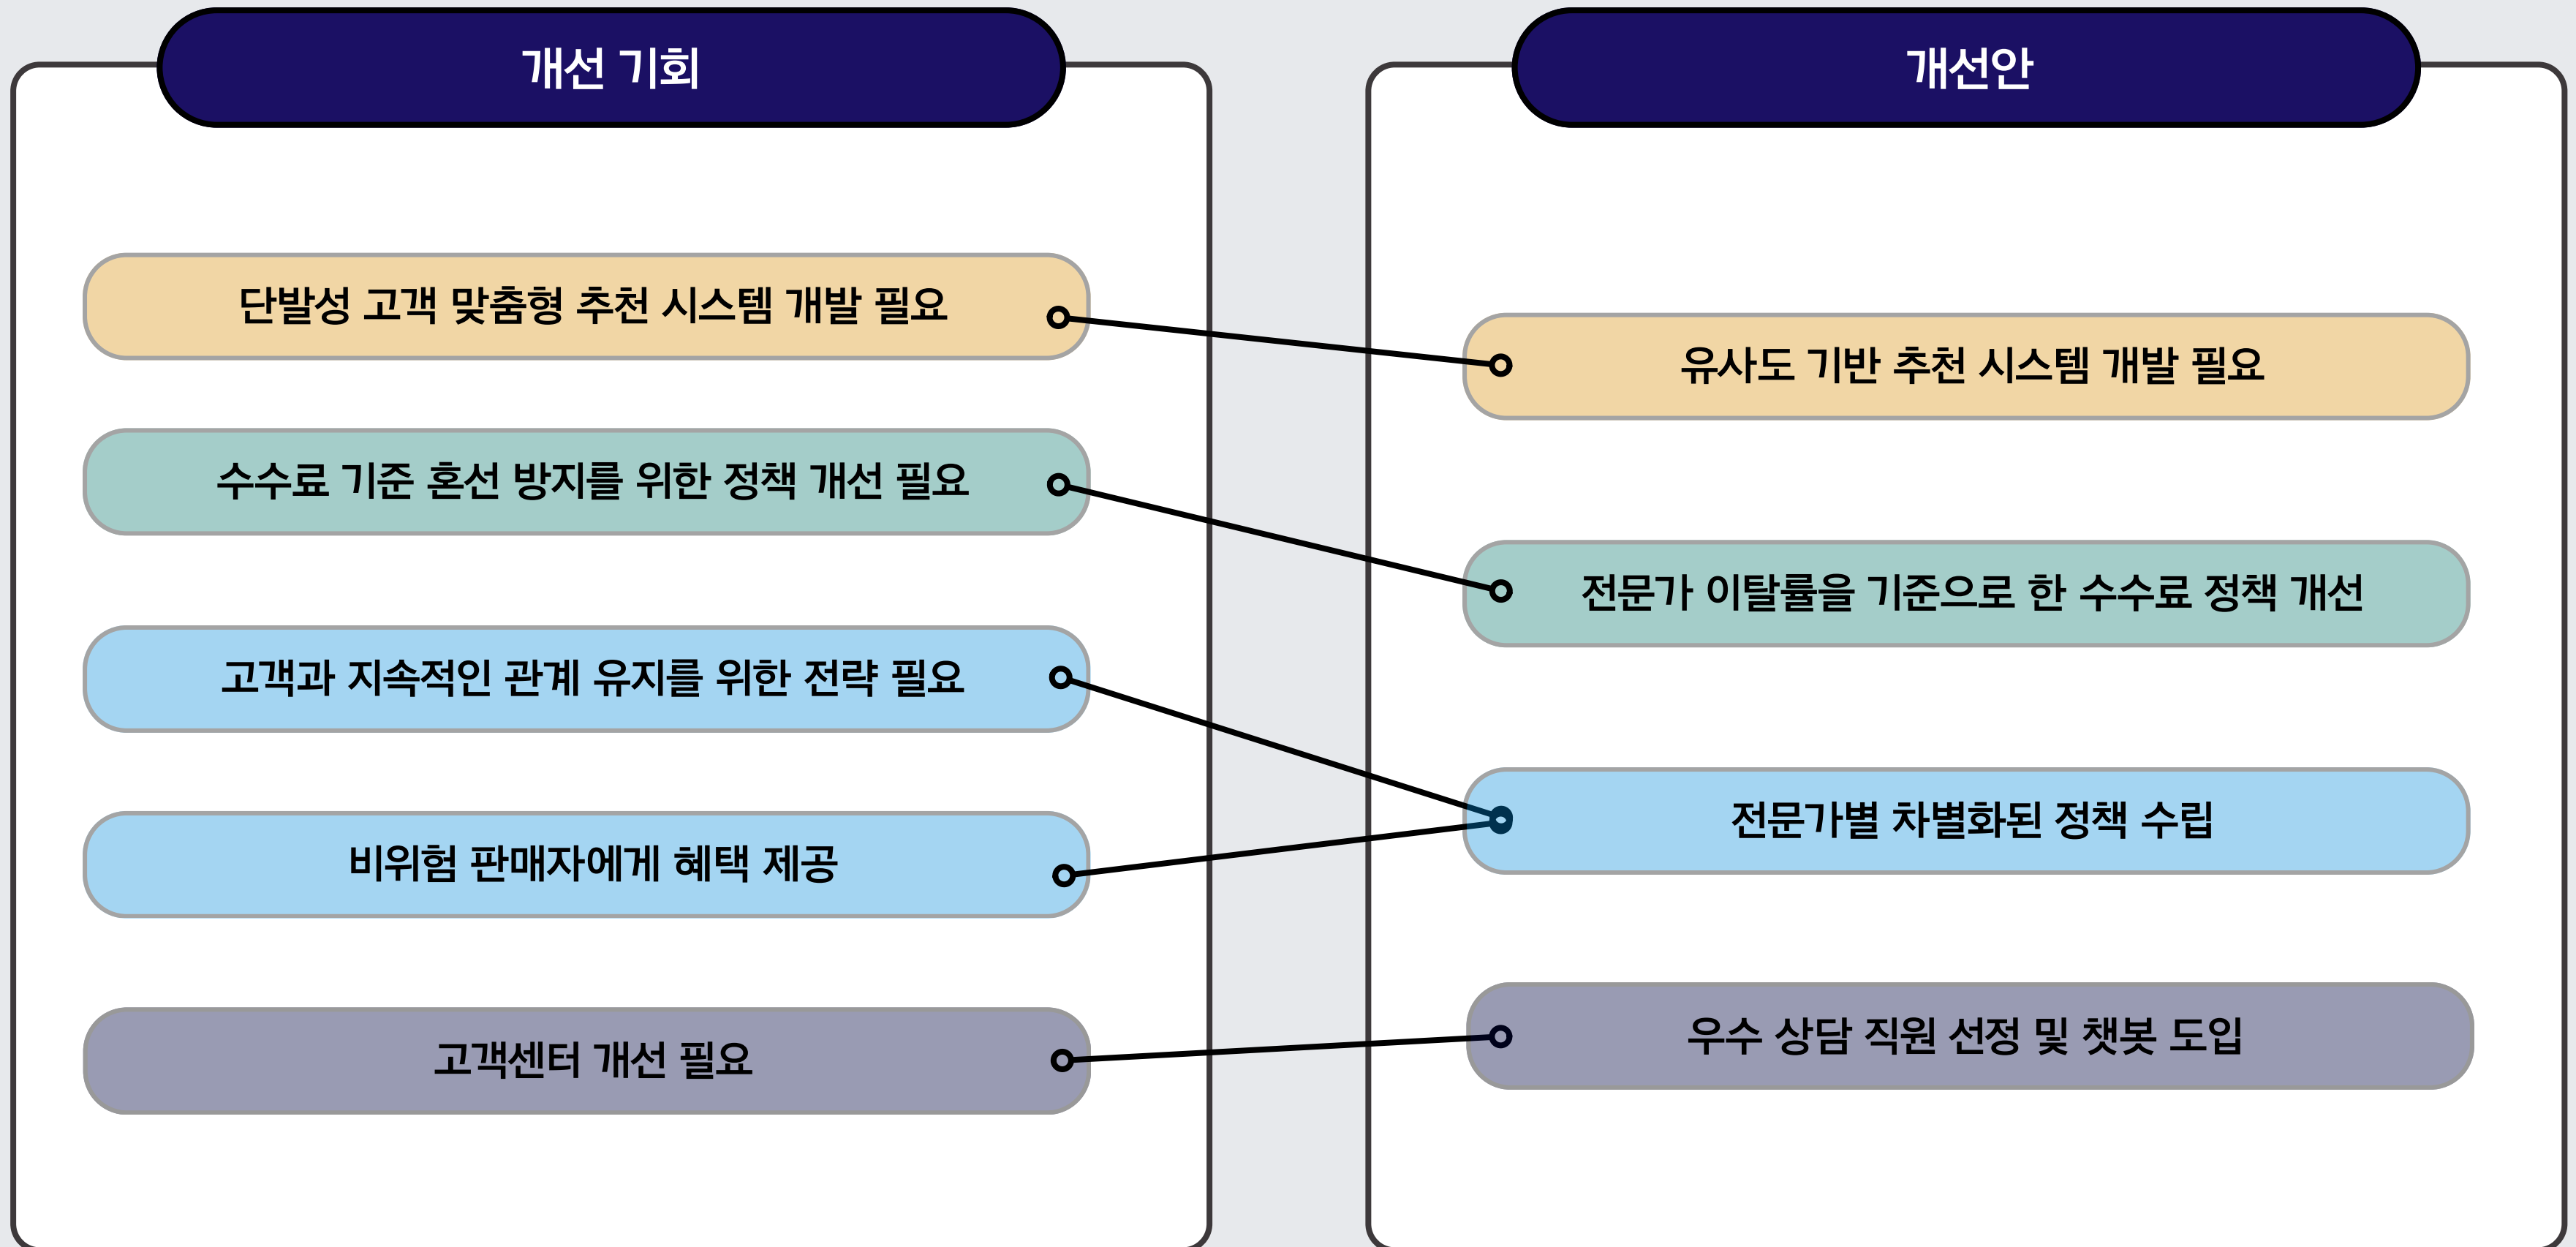 개선 기회
단발성 고객 맞춤형 추천 시스템 개발 필요
수수료 기준 혼선 방지를 위한 정책 개선 필요
고객과 지속적인 관계 유지를 위한 전략 필요
비위험 판매자에게 혜택 제공
고객센터 개선 필요
개선안
유사도 기반 추천 시스템 개발 필요
전문가 이탈률을 기준으로 한 수수료 정책 개선
전문가별 차별화된 정책 수립
우수 상담 직원 선정 및 챗봇 도입